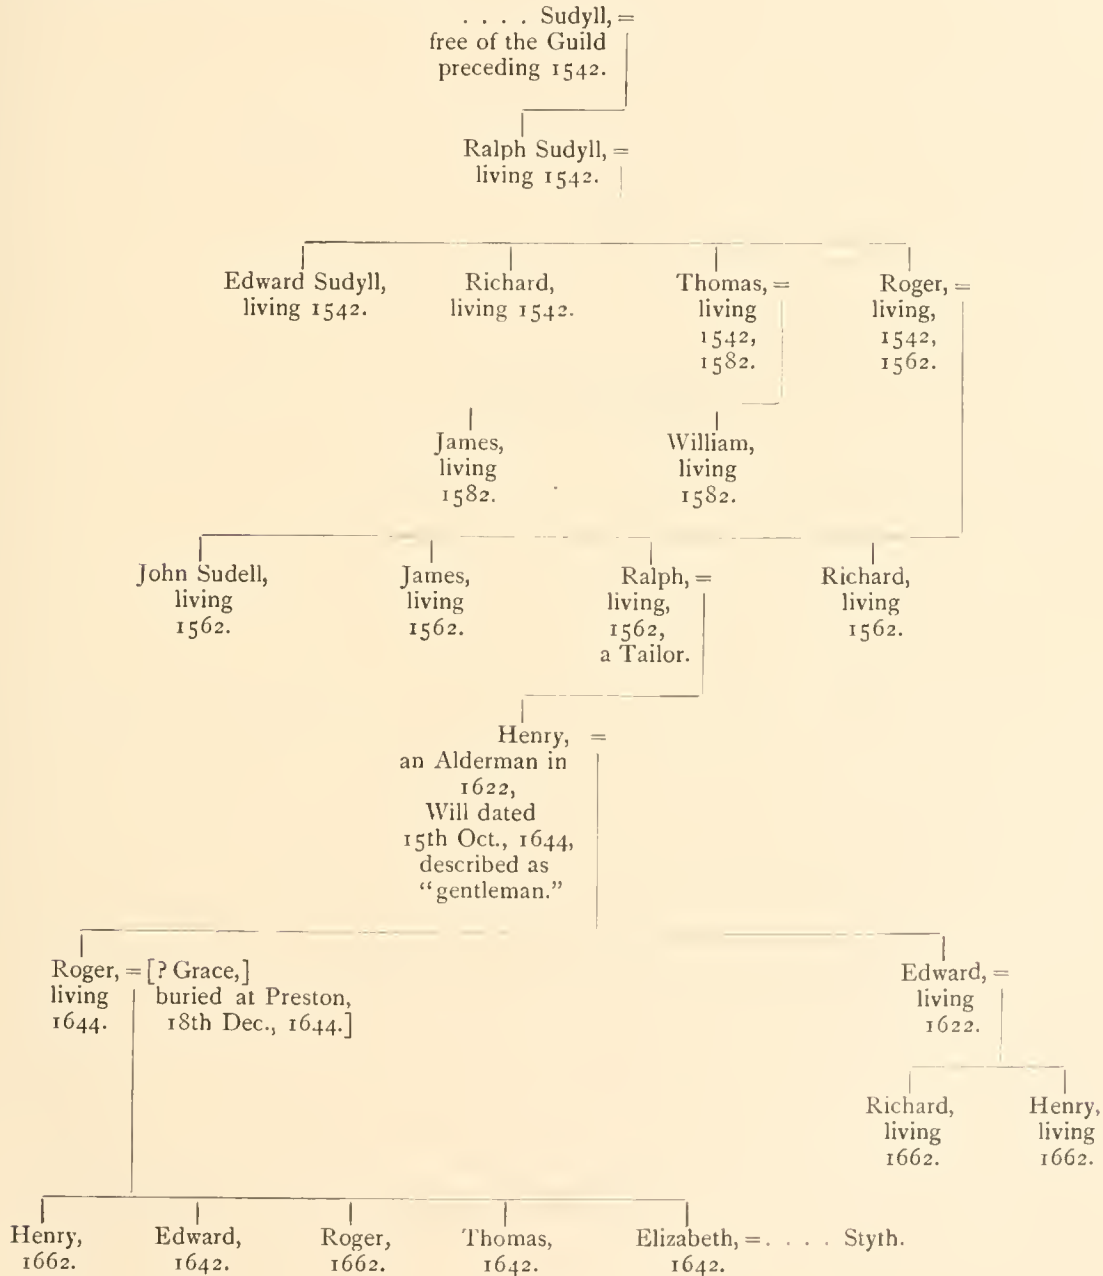 . . . . Sudyll, =
free of the Guild
preceding 1542.
Ralph Sudyll, =
living 1542.
Edward Sudyll,
living 1542.
Richard,
living 1542.
Thomas, =
living
1542,
1582.
Roger, =
living,
1542,
1562.
James,
living
1582.
William,
living
1582.
John Sudell,
living
1562.
James,
living
1562.
Ralph, =
living,
1562,
a Tailor.
Richard,
living
1562.
Henry, =
an Alderman in
1622,
Will dated
15th Oct., 1644,
described as
“gentleman.”
Roger, =
living
1644.
[? Grace,]
buried at Preston,
18th Dec., 1644.]
Edward, =
living
1622.
Richard,
living
1662.
Henry,
living
1662.
Henry,
1662.
Edward,
1642.
Roger,
1662.
Thomas,
1642.
Elizabeth, = . . . . Styth.
1642.